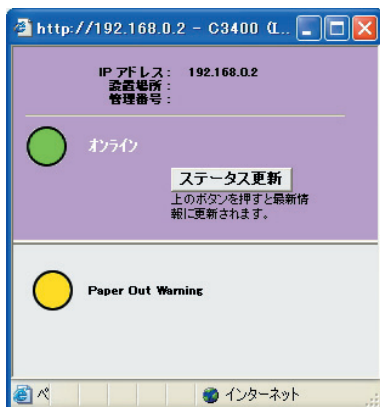 http://192.168.0.2 - C3400 (L..
IP アドレス： 192.168.0.2
設置場所：
管理番号：
オンライン
ステータス更新
上のボタンを押すと最新情
報に更新されます。
Paper Out Warning
ペ
インターネット